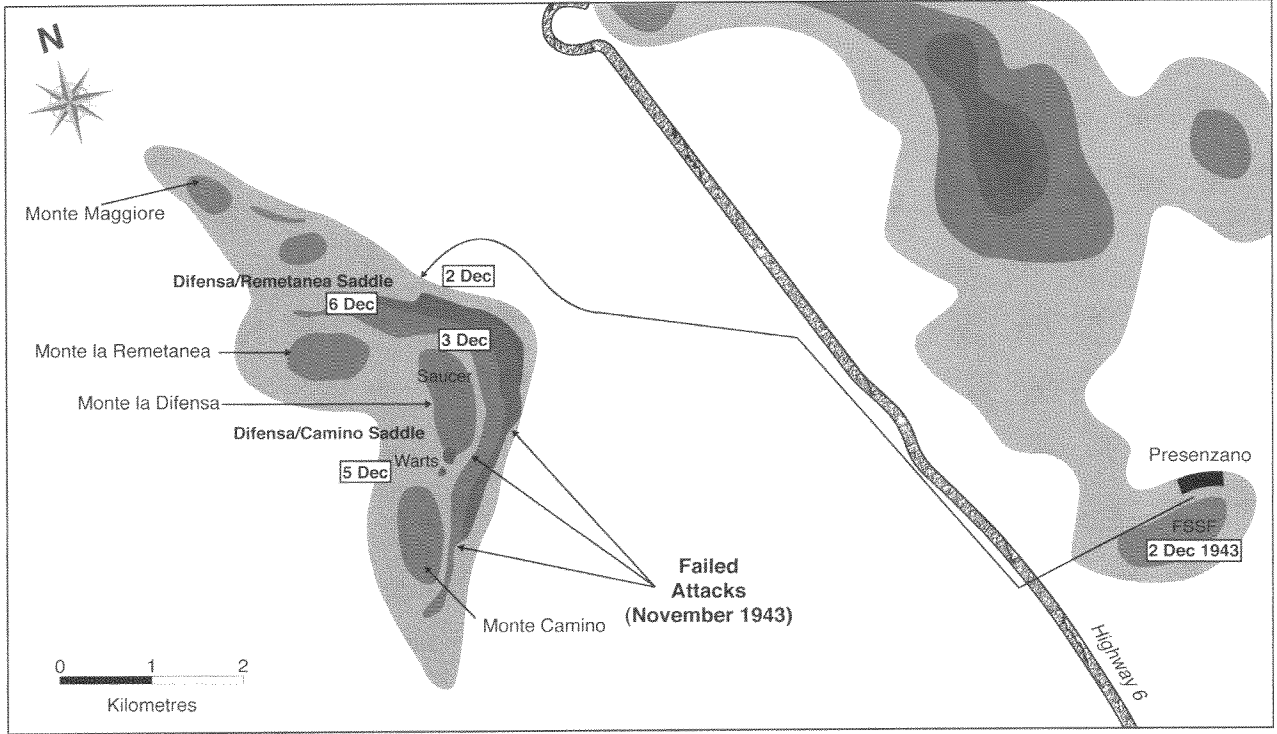 N
Monte Maggiore
Difensa/Remetanea Saddle
2 Dec
6 Dec
3 Dec
Monte la Remetanea
Saucer
Monte la Difensa
Difensa/Camino Saddle
Warts
5 Dec
Presenzano
FSSF
2 Dec 1943
Failed
Attacks
(November 1943)
Monte Camino
Highway 6
0 1 2
Kilometres